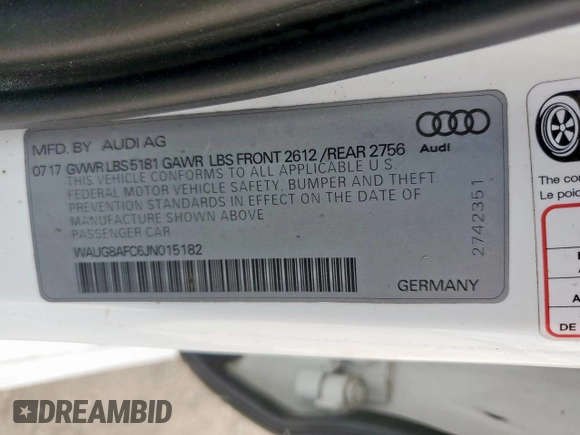 MFD. BY AUDI AG
Audi
07 17 GVWR LBS 5181 GAWR LBS FRONT 2612 /REAR 2756
THIS VEHICLE CONFORMS TO ALL APPLICABLE U S
FEDERAL MOTOR VEHICLE SAFETY, BUMPER AND THEFT
PREVENTION STANDARDS IN EFFECT ON THE DATE OF
MANUFACTURE SHOWN ABOVE
PASSENGER CAR
WAUG8AFC6JN015182
GERMANY
2742351
The con
Le poid
DE
DREAMBID